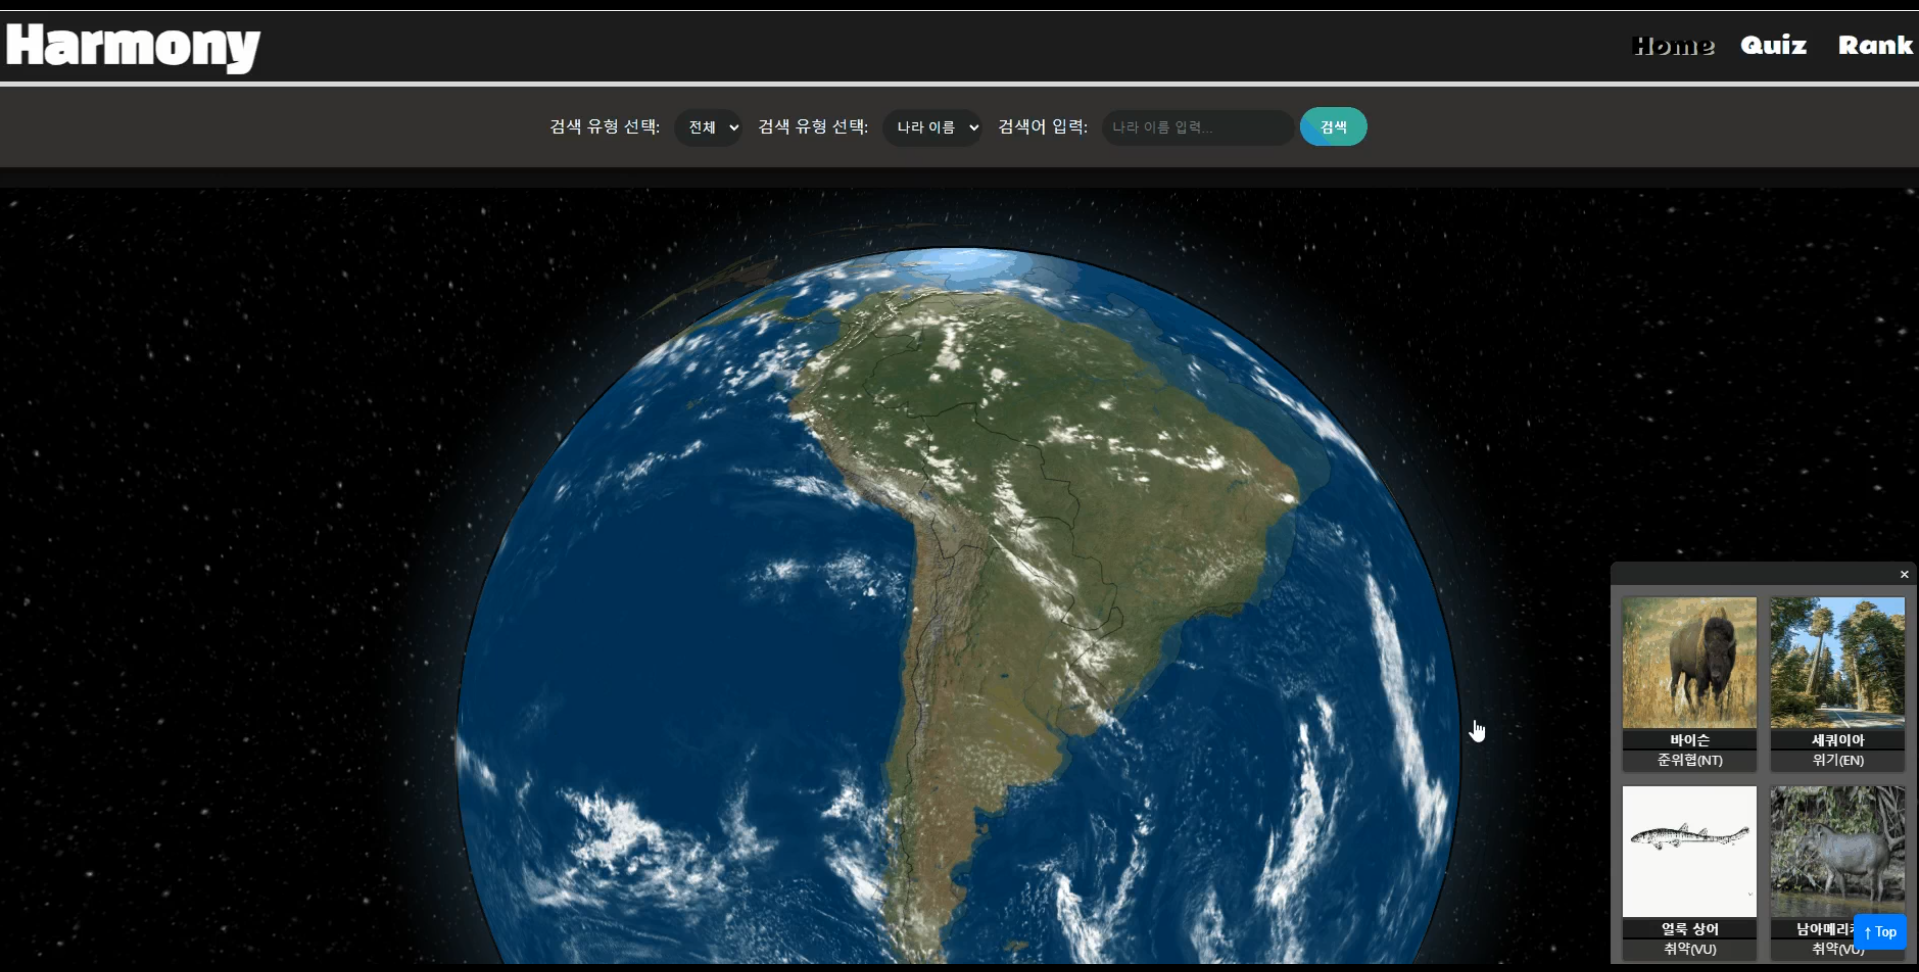 Harmony
Home Quiz Rank
검색 유형 선택: 전체 검색 유형 선택: 나라 이름 검색어 입력: 나라 이름 입력... 검색
×
바이슨 세쿼이아
준위협(NT) 위기(EN)
얼룩 상어 남아메리카
취약(VU) 취약(VU)
↑ Top